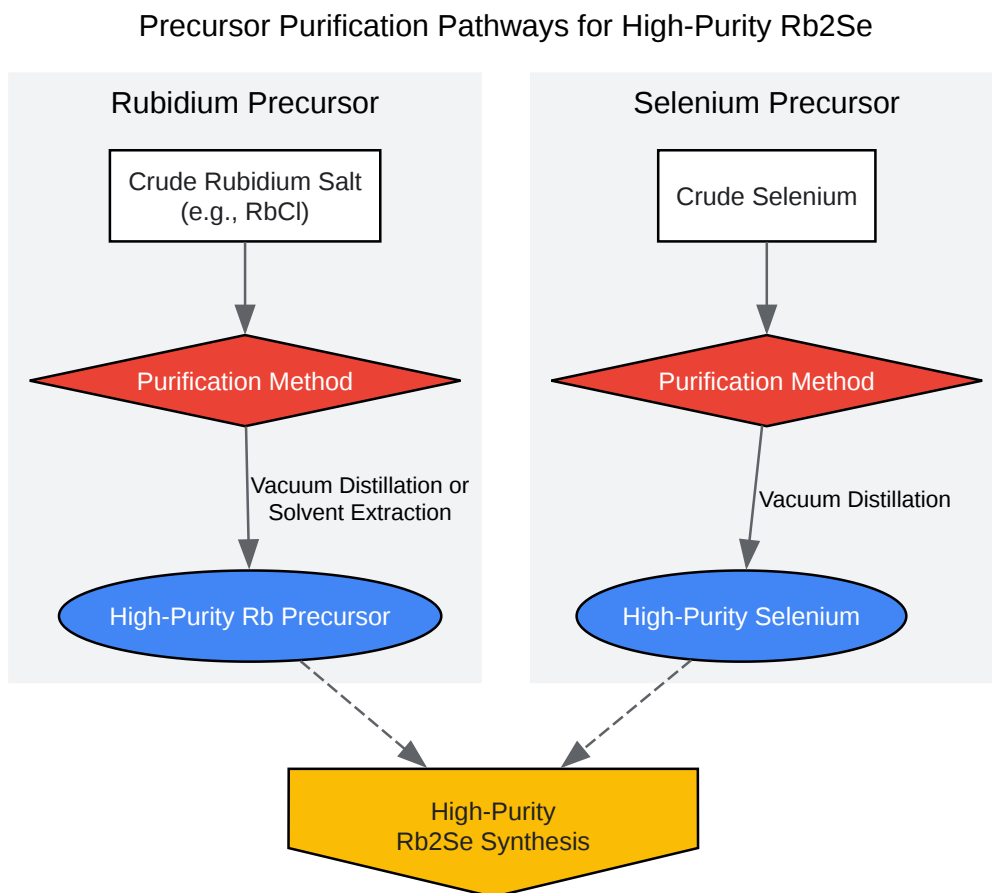 Precursor Purification Pathways for High-Purity Rb2Se
Rubidium Precursor
Crude Rubidium Salt
(e.g., RbCl)
Purification Method
Vacuum Distillation or
Solvent Extraction
High-Purity Rb Precursor
Selenium Precursor
Crude Selenium
Purification Method
Vacuum Distillation
High-Purity Selenium
High-Purity
Rb2Se Synthesis